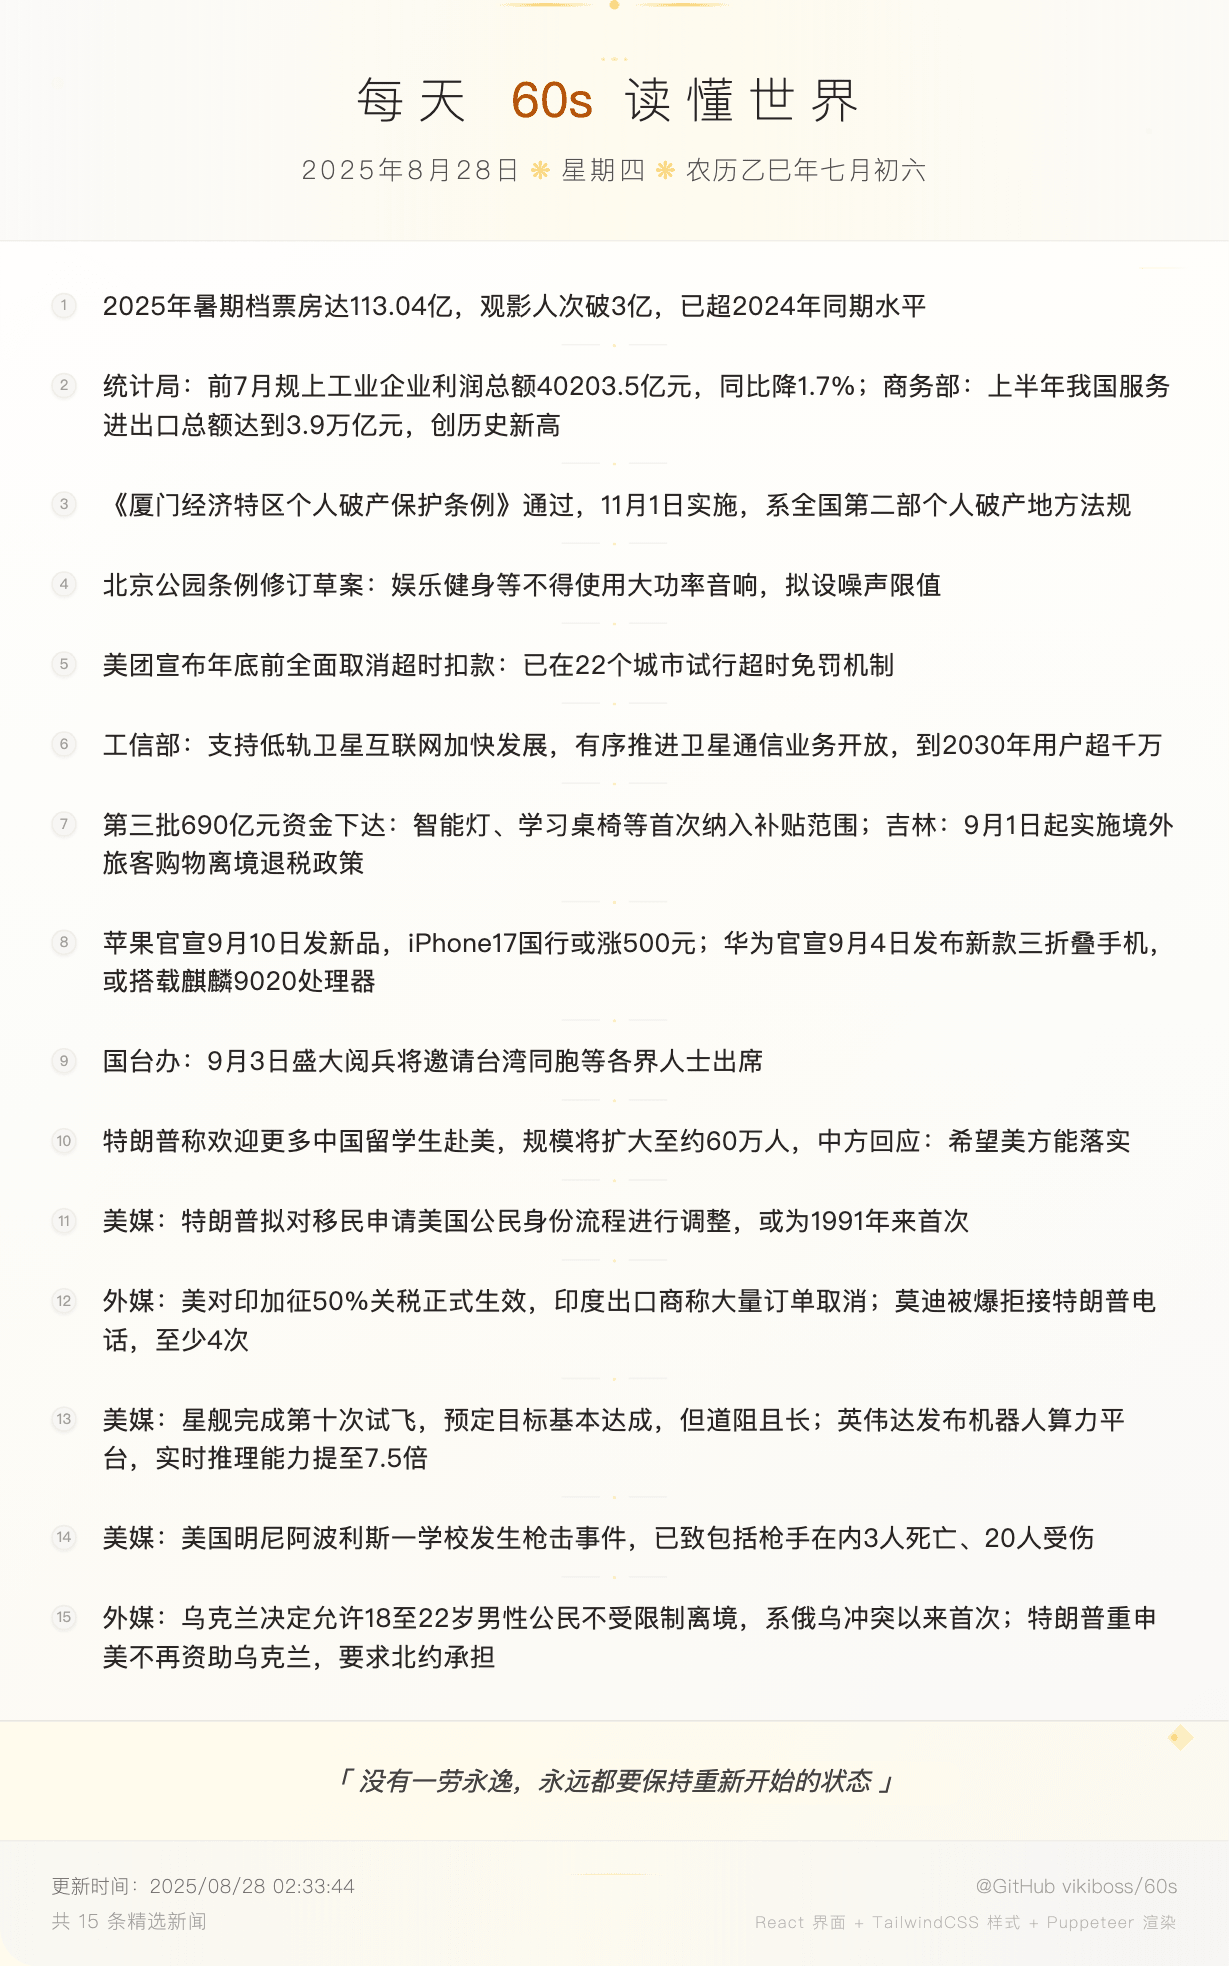 每天 60s 读懂世界
2025年8月28日 ❋ 星期四 ❋ 农历乙巳年七月初六
1 2025年暑期档票房达113.04亿，观影人次破3亿，已超2024年同期水平
2 统计局：前7月规上工业企业利润总额40203.5亿元，同比降1.7%；商务部：上半年我国服务
进出口总额达到3.9万亿元，创历史新高
3 《厦门经济特区个人破产保护条例》通过，11月1日实施，系全国第二部个人破产地方法规
4 北京公园条例修订草案：娱乐健身等不得使用大功率音响，拟设噪声限值
5 美团宣布年底前全面取消超时扣款：已在22个城市试行超时免罚机制
6 工信部：支持低轨卫星互联网加快发展，有序推进卫星通信业务开放，到2030年用户超千万
7 第三批690亿元资金下达：智能灯、学习桌椅等首次纳入补贴范围；吉林：9月1日起实施境外
旅客购物离境退税政策
8 苹果官宣9月10日发新品，iPhone17国行或涨500元；华为官宣9月4日发布新款三折叠手机，
或搭载麒麟9020处理器
9 国台办：9月3日盛大阅兵将邀请台湾同胞等各界人士出席
10 特朗普称欢迎更多中国留学生赴美，规模将扩大至约60万人，中方回应：希望美方能落实
11 美媒：特朗普拟对移民申请美国公民身份流程进行调整，或为1991年来首次
12 外媒：美对印加征50%关税正式生效，印度出口商称大量订单取消；莫迪被爆拒接特朗普电
话，至少4次
13 美媒：星舰完成第十次试飞，预定目标基本达成，但道阻且长；英伟达发布机器人算力平
台，实时推理能力提至7.5倍
14 美媒：美国明尼阿波利斯一学校发生枪击事件，已致包括枪手在内3人死亡、20人受伤
15 外媒：乌克兰决定允许18至22岁男性公民不受限制离境，系俄乌冲突以来首次；特朗普重申
美不再资助乌克兰，要求北约承担
「 没有一劳永逸，永远都要保持重新开始的状态 」
更新时间：2025/08/28 02:33:44
@GitHub vikiboss/60s
共 15 条精选新闻
React 界面 + TailwindCSS 样式 + Puppeteer 渲染